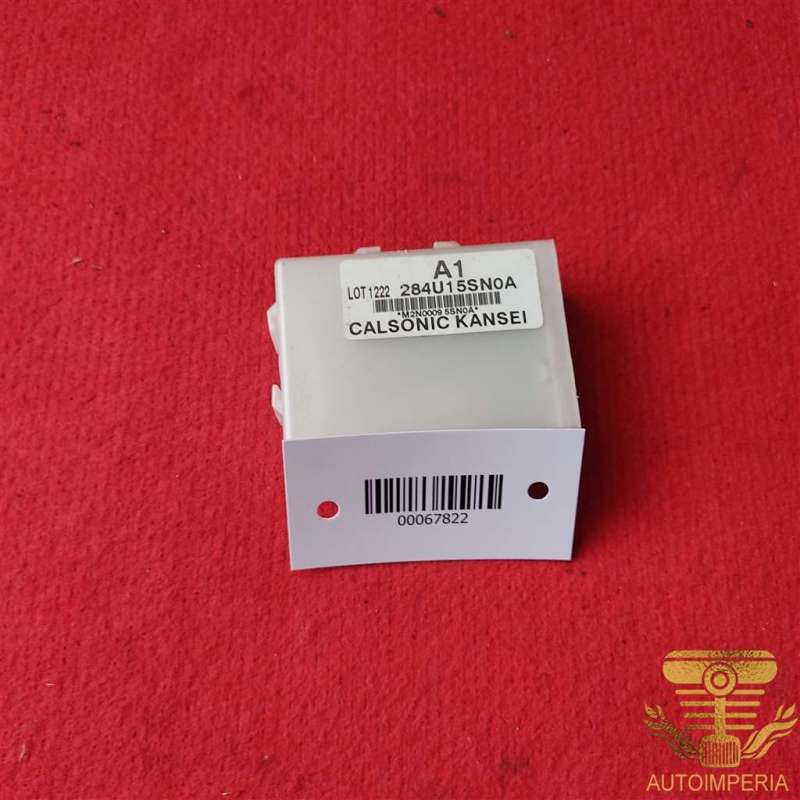 A1
LOT 1222 284U15SN0A
*M2N0009 5SN0A*
CALSONIC KANSEI
00067822
AUTOIMPERIA